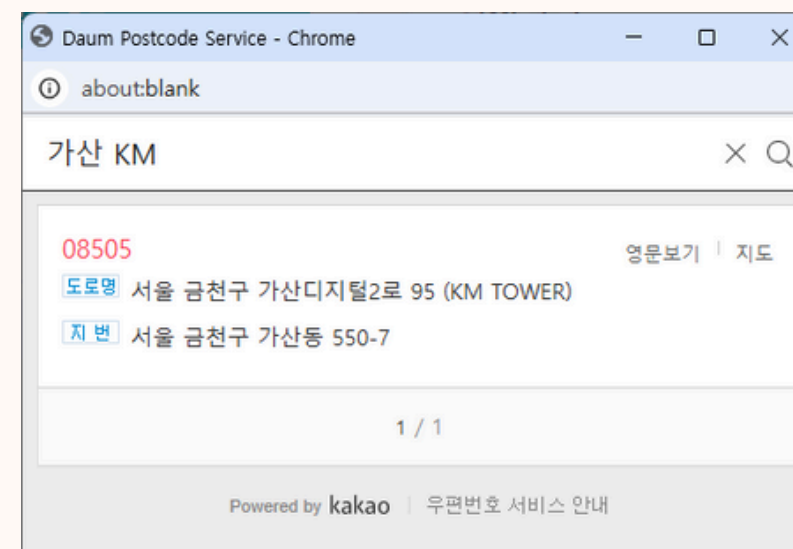 Daum Postcode Service - Chrome
about:blank
가산 KM
08505
영문보기 지도
도로명 서울 금천구 가산디지털2로 95 (KM TOWER)
지번 서울 금천구 가산동 550-7
1 / 1
Powered by kakao 우편번호 서비스 안내